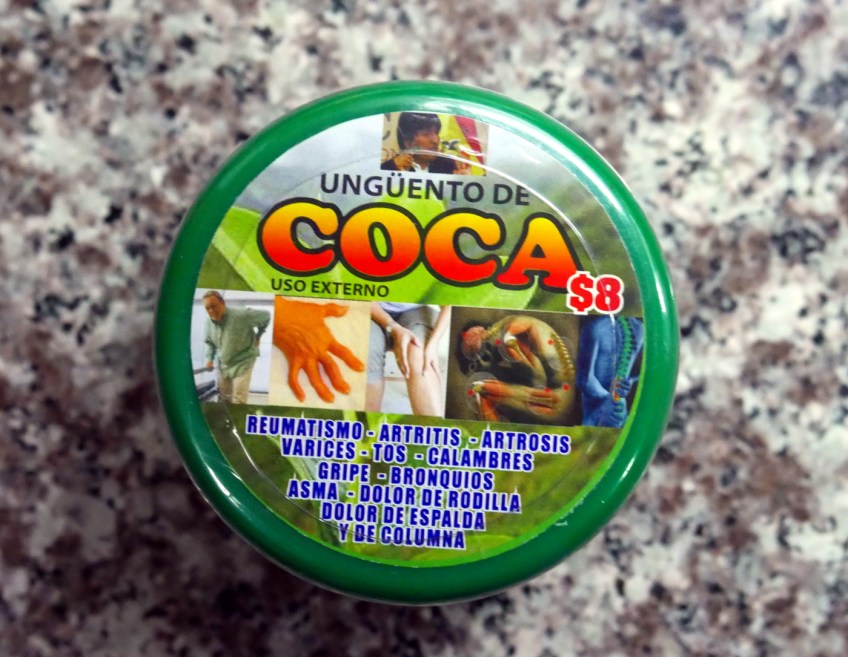 UNGÜENTO DE
COCA
$8
USO EXTERNO
REUMATISMO - ARTRITIS - ARTROSIS
VARICES - TOS - CALAMBRES
GRIPE - BRONQUIOS
ASMA - DOLOR DE RODILLA
DOLOR DE ESPALDA
Y DE COLUMNA